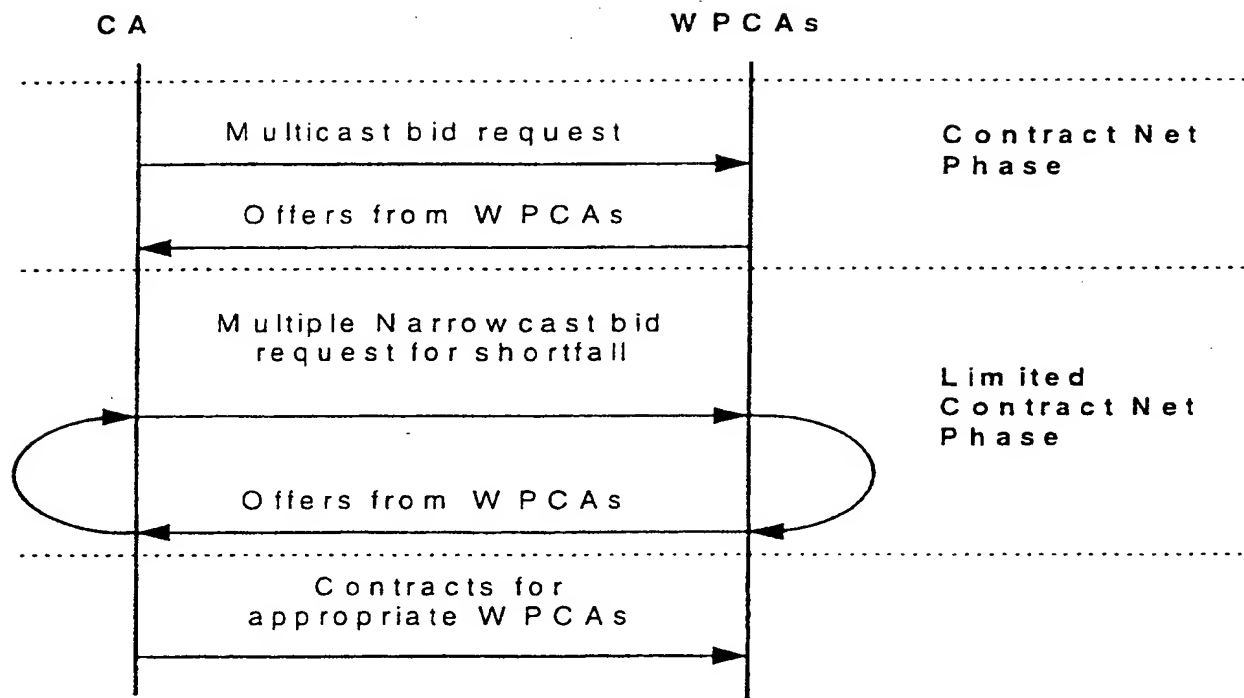 CA
WPCAs
Multicast bid request
Contract Net
Phase
Offers from WPCAs
Multiple Narrowcast bid
request for shortfall
Limited
Contract Net
Phase
Offers from WPCAs
Contracts for
appropriate WPCAs